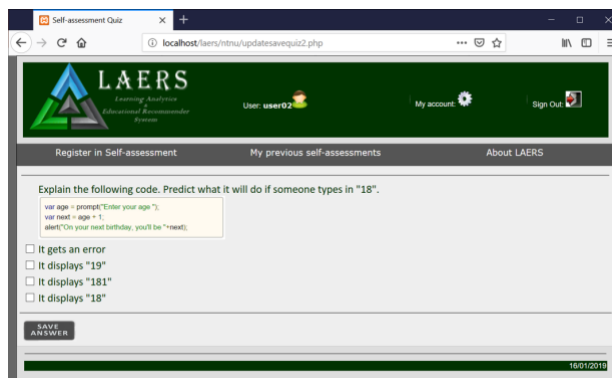 Self-assessment Quiz
localhost/laers/ntnu/updatesavequiz2.php
LAERS
Learning Analytics
&
Educational Recommender
System
User: user02
My account:
Sign Out:
Register in Self-assessment
My previous self-assessments
About LAERS
Explain the following code. Predict what it will do if someone types in "18".
var age = prompt("Enter your age ");
var next = age + 1;
alert("On your next birthday, you'll be "+next);
It gets an error
It displays "19"
It displays "181"
It displays "18"
SAVE
ANSWER
16/01/2019